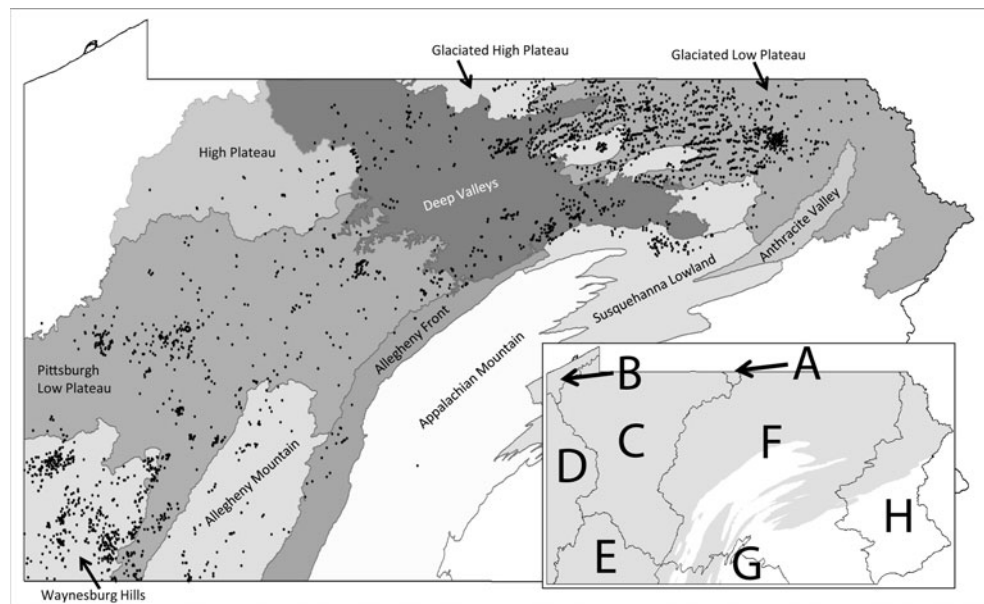 Glaciated High Plateau
Glaciated Low Plateau
High Plateau
Deep Valleys
Anthracite Valley
Susquehanna Lowland
Allegheny Front
Appalachian Mountain
Pittsburgh
Low Plateau
Allegheny Mountain
Waynesburg Hills
A
B
C
F
D
H
E
G